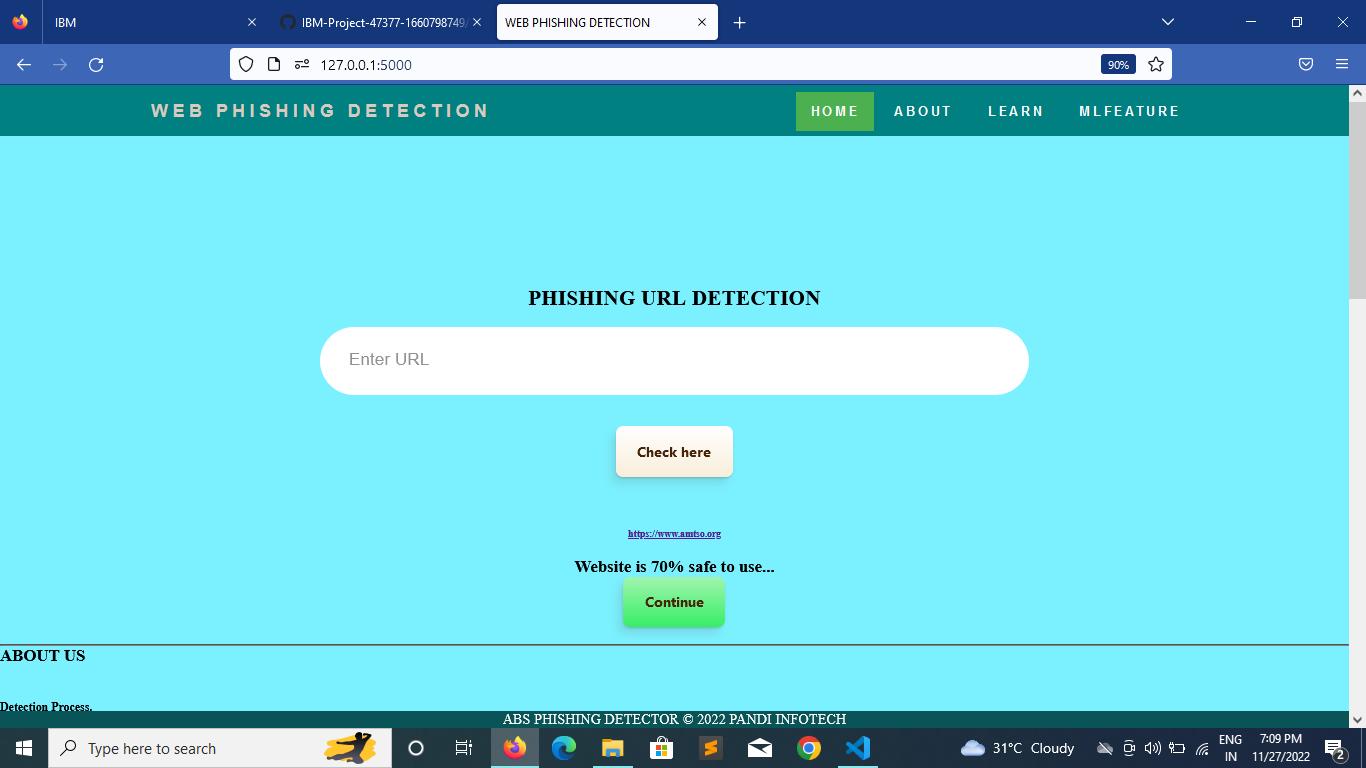 IBM
IBM-Project-47377-1660798749/
WEB PHISHING DETECTION
127.0.0.1:5000
90%
WEB PHISHING DETECTION
HOME
ABOUT
LEARN
MLFEATURE
PHISHING URL DETECTION
Enter URL
Check here
https://www.amtso.org
Website is 70% safe to use...
Continue
ABOUT US
Detection Process.
ABS PHISHING DETECTOR © 2022 PANDI INFOTECH
Type here to search
31°C Cloudy
ENG
IN
7:09 PM
11/27/2022
2